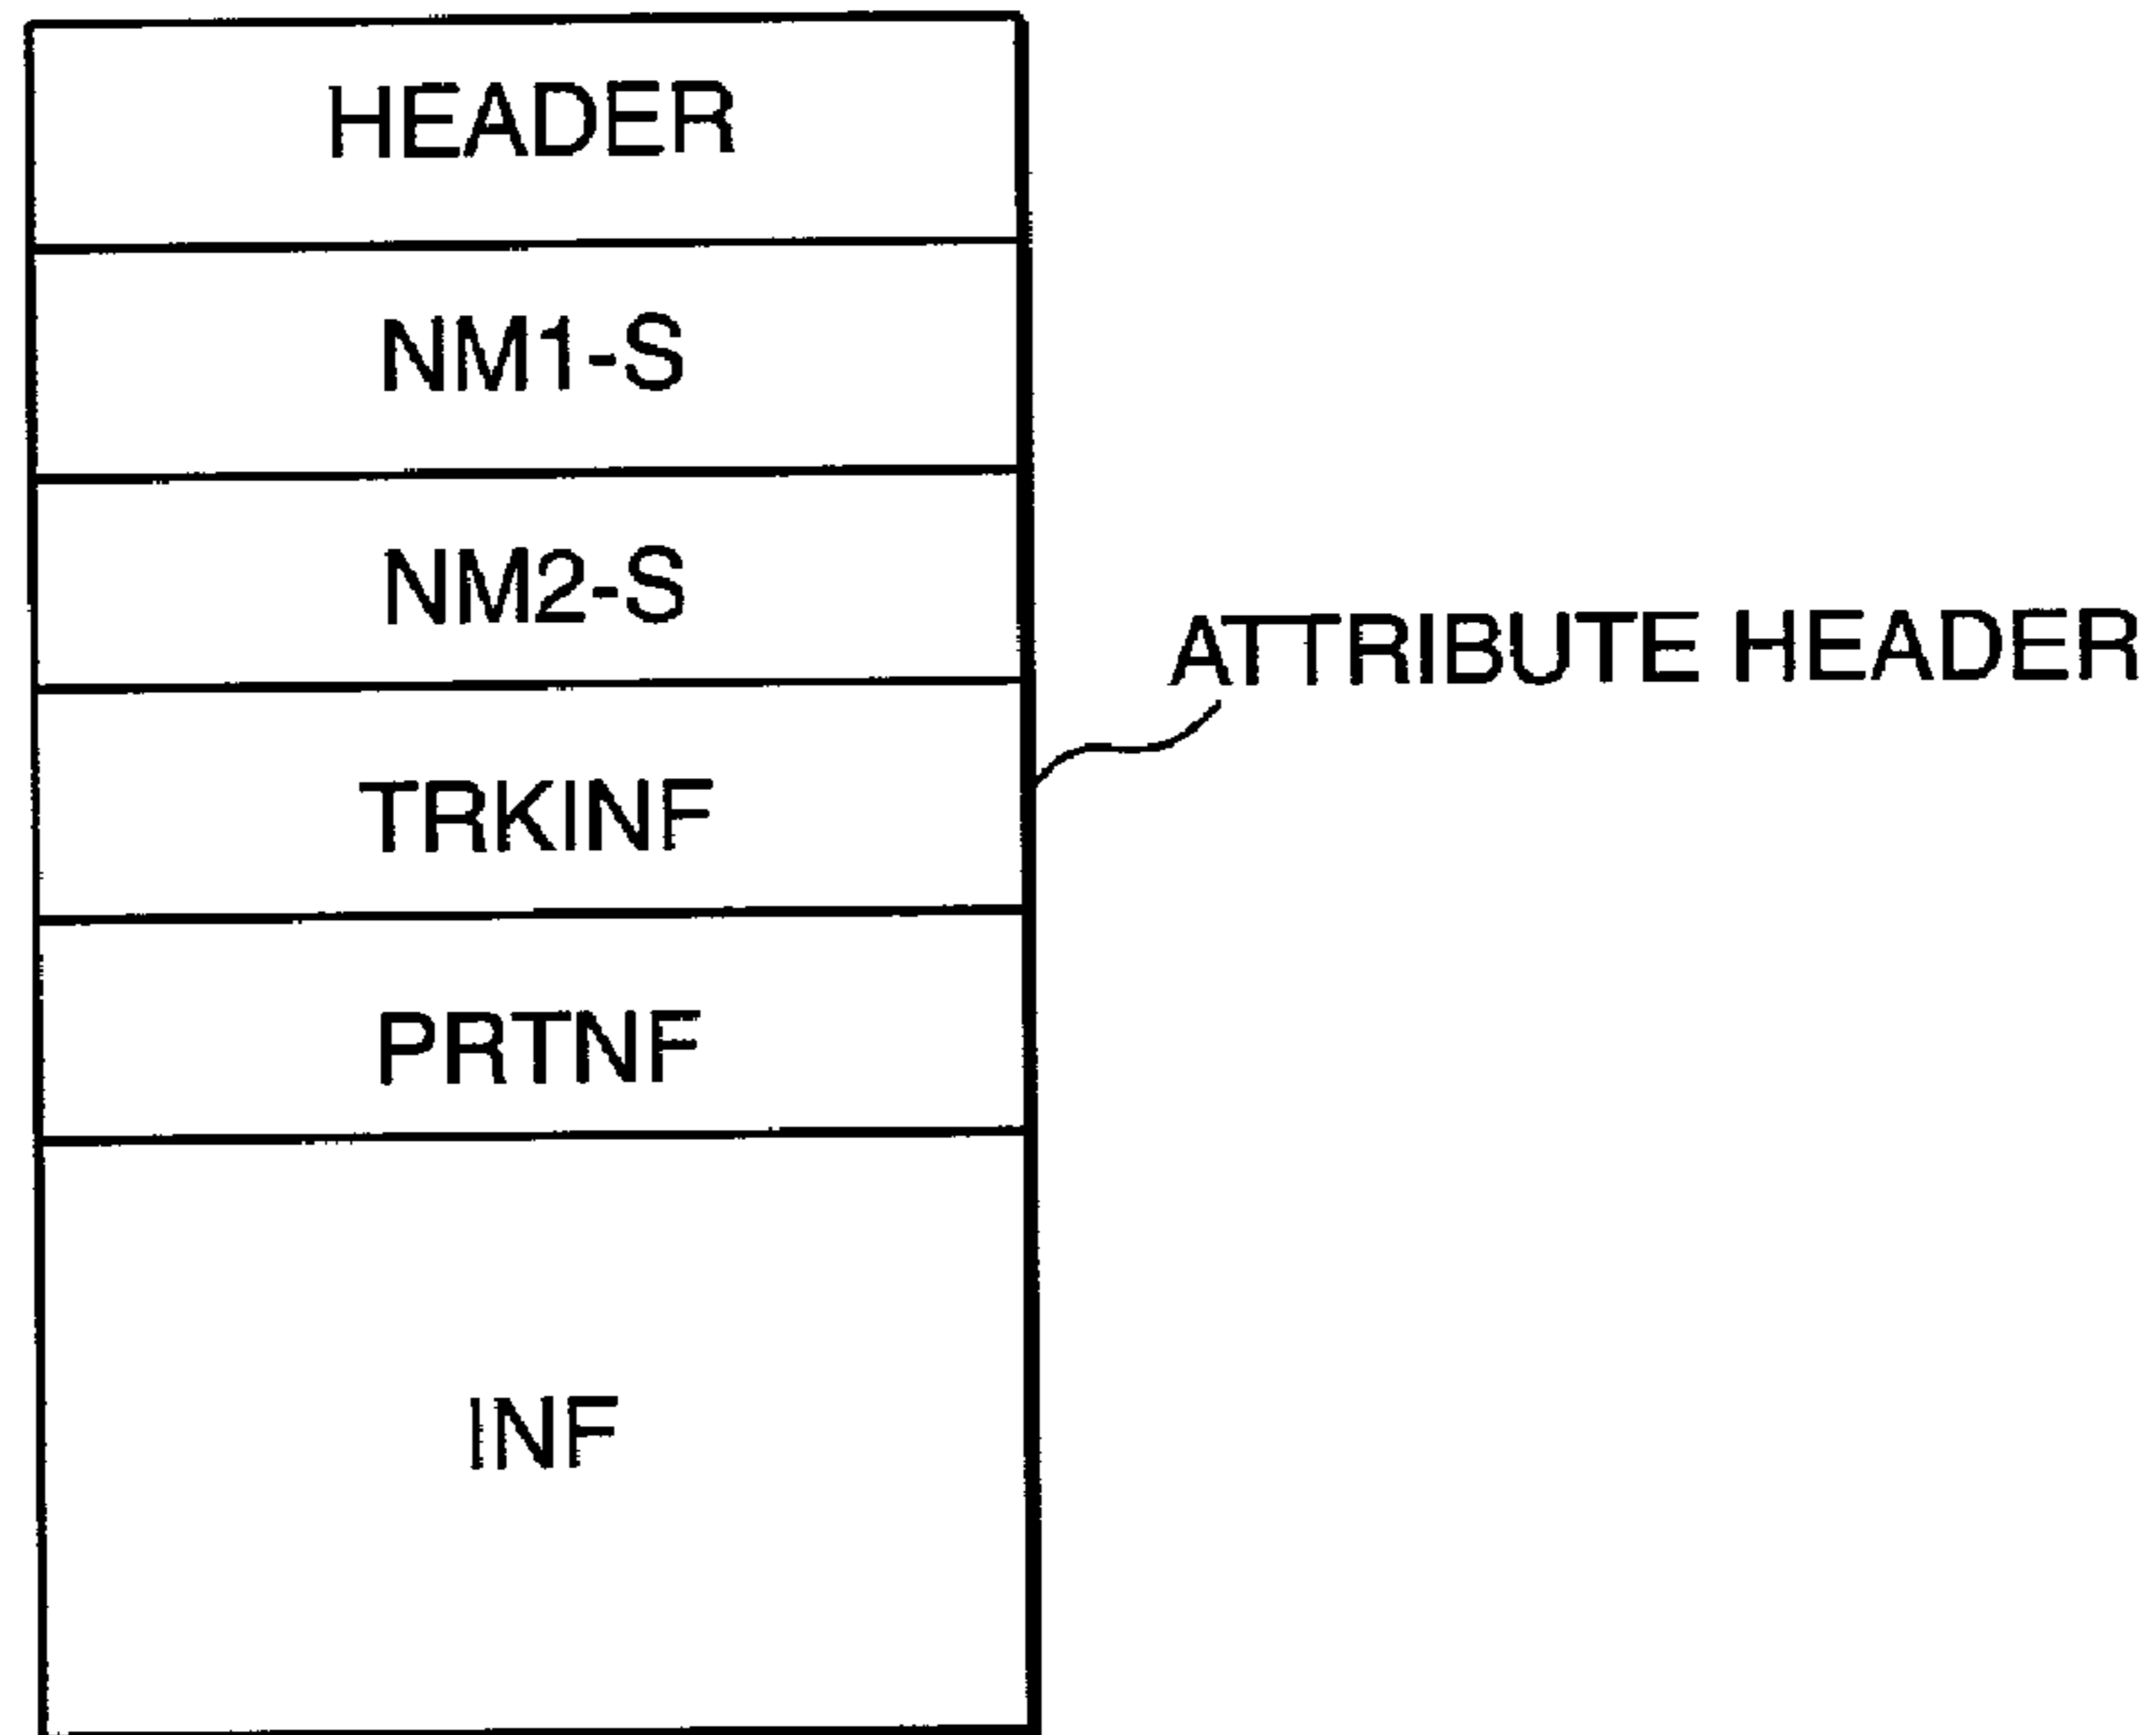 HEADER
NM1-S
NM2-S
ATTRIBUTE HEADER
TRKINF
PRTNF
INF